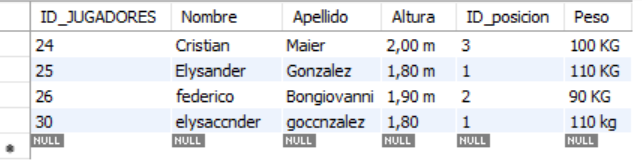 ID_JUGADORES Nombre Apellido Altura ID_posicion Peso
24 Cristian Maier 2,00 m 3 100 KG
25 Elysander Gonzalez 1,80 m 1 110 KG
26 federico Bongiovanni 1,90 m 2 90 KG
30 elysaccnder goccnzalez 1,80 1 110 kg
NULL NULL NULL NULL NULL NULL